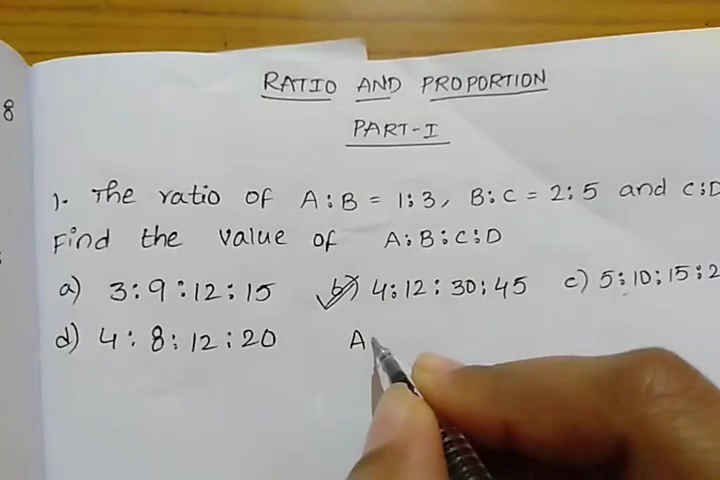 RATIO AND PROPORTION
PART-I
8
1. The ratio of A:B = 1:3, B:C = 2:5 and C:D
Find the value of A:B:C:D
a) 3:9:12:15 b) 4:12:30:45 c) 5:10:15:2
d) 4:8:12:20 A